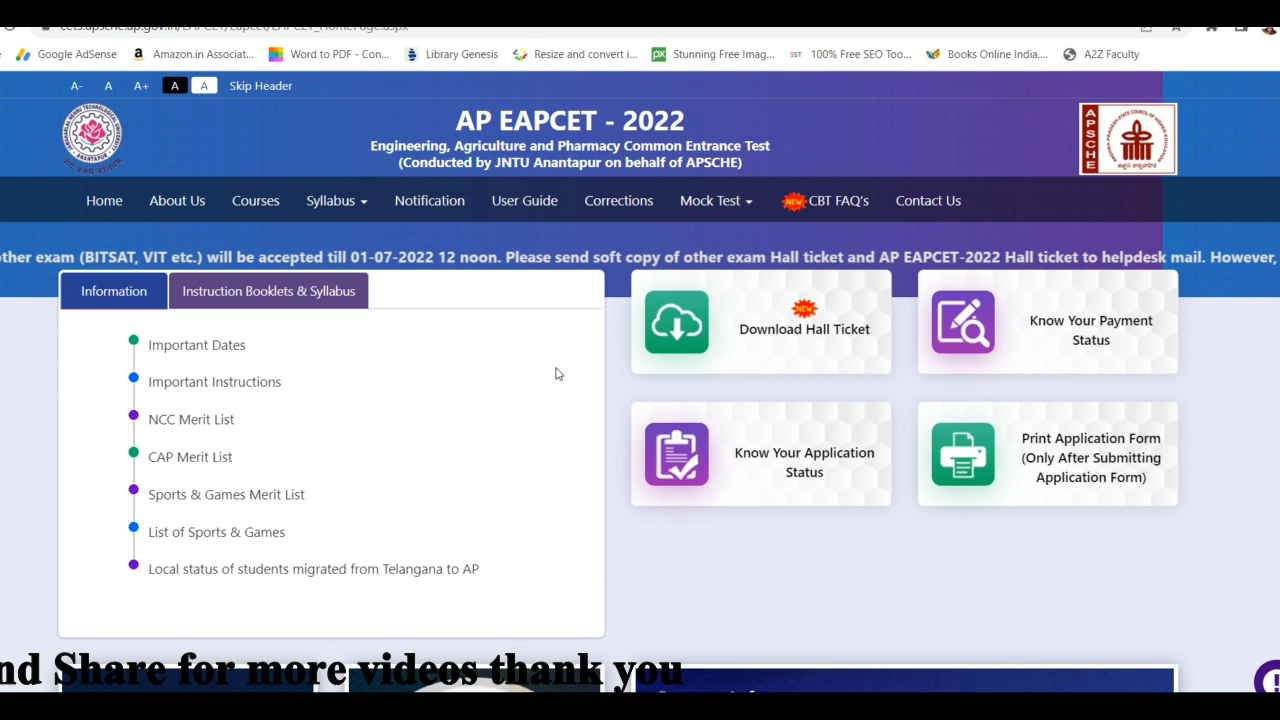 Google AdSense Amazon.in Associat... Word to PDF - Con... Library Genesis Resize and convert i... px Stunning Free Imag... SST 100% Free SEO Too... Books Online India,... A2Z Faculty
A- A A+ A A Skip Header
AP EAPCET - 2022
Engineering, Agriculture and Pharmacy Common Entrance Test
(Conducted by JNTU Anantapur on behalf of APSCHE)
APSCHE
Home About Us Courses Syllabus Notification User Guide Corrections Mock Test NEW CBT FAQ's Contact Us
other exam (BITSAT, VIT etc.) will be accepted till 01-07-2022 12 noon. Please send soft copy of other exam Hall ticket and AP EAPCET-2022 Hall ticket to helpdesk mail. However,
Information Instruction Booklets & Syllabus
Important Dates
Important Instructions
NCC Merit List
CAP Merit List
Sports & Games Merit List
List of Sports & Games
Local status of students migrated from Telangana to AP
NEW
Download Hall Ticket
Know Your Payment
Status
Know Your Application
Status
Print Application Form
(Only After Submitting
Application Form)
nd Share for more videos thank you